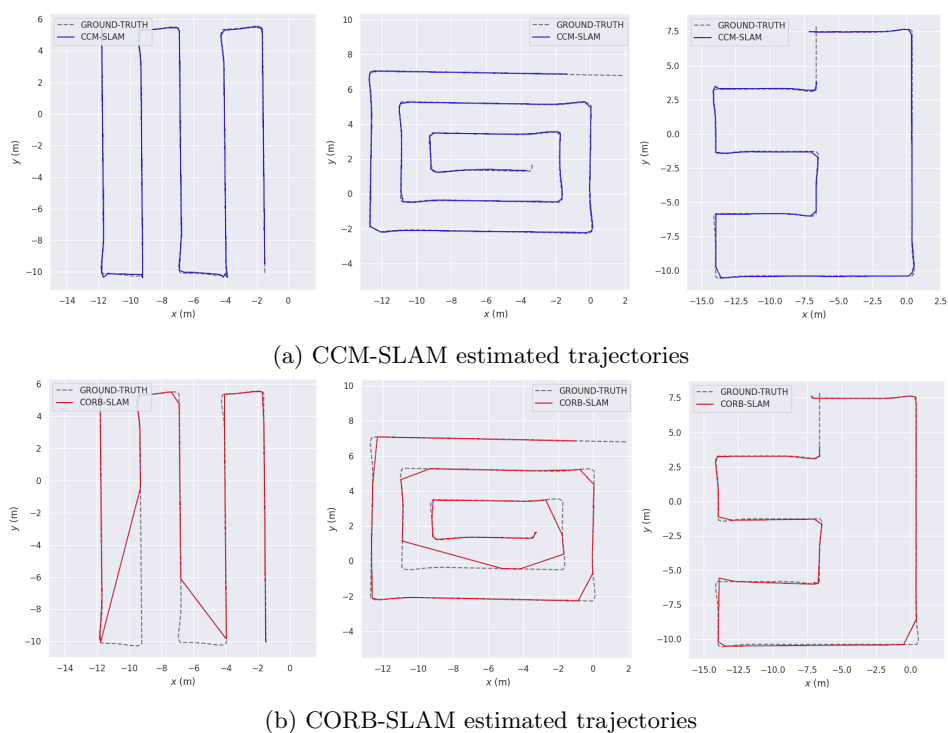 GROUND-TRUTH
CCM-SLAM
6
4
2
0
−2
−4
−6
−8
−10
y (m)
−14 −12 −10 −8 −6 −4 −2 0
x (m)
GROUND-TRUTH
CCM-SLAM
10
8
6
4
2
0
−2
−4
y (m)
−12 −10 −8 −6 −4 −2 0 2
x (m)
GROUND-TRUTH
CCM-SLAM
7.5
5.0
2.5
0.0
−2.5
−5.0
−7.5
−10.0
y (m)
−15.0 −12.5 −10.0 −7.5 −5.0 −2.5 0.0 2.5
x (m)
(a) CCM-SLAM estimated trajectories
GROUND-TRUTH
CORB-SLAM
6
4
2
0
−2
−4
−6
−8
−10
y (m)
−14 −12 −10 −8 −6 −4 −2 0
x (m)
GROUND-TRUTH
CORB-SLAM
10
8
6
4
2
0
−2
−4
y (m)
−12 −10 −8 −6 −4 −2 0 2
x (m)
GROUND-TRUTH
CORB-SLAM
7.5
5.0
2.5
0.0
−2.5
−5.0
−7.5
−10.0
y (m)
−15.0 −12.5 −10.0 −7.5 −5.0 −2.5 0.0
x (m)
(b) CORB-SLAM estimated trajectories